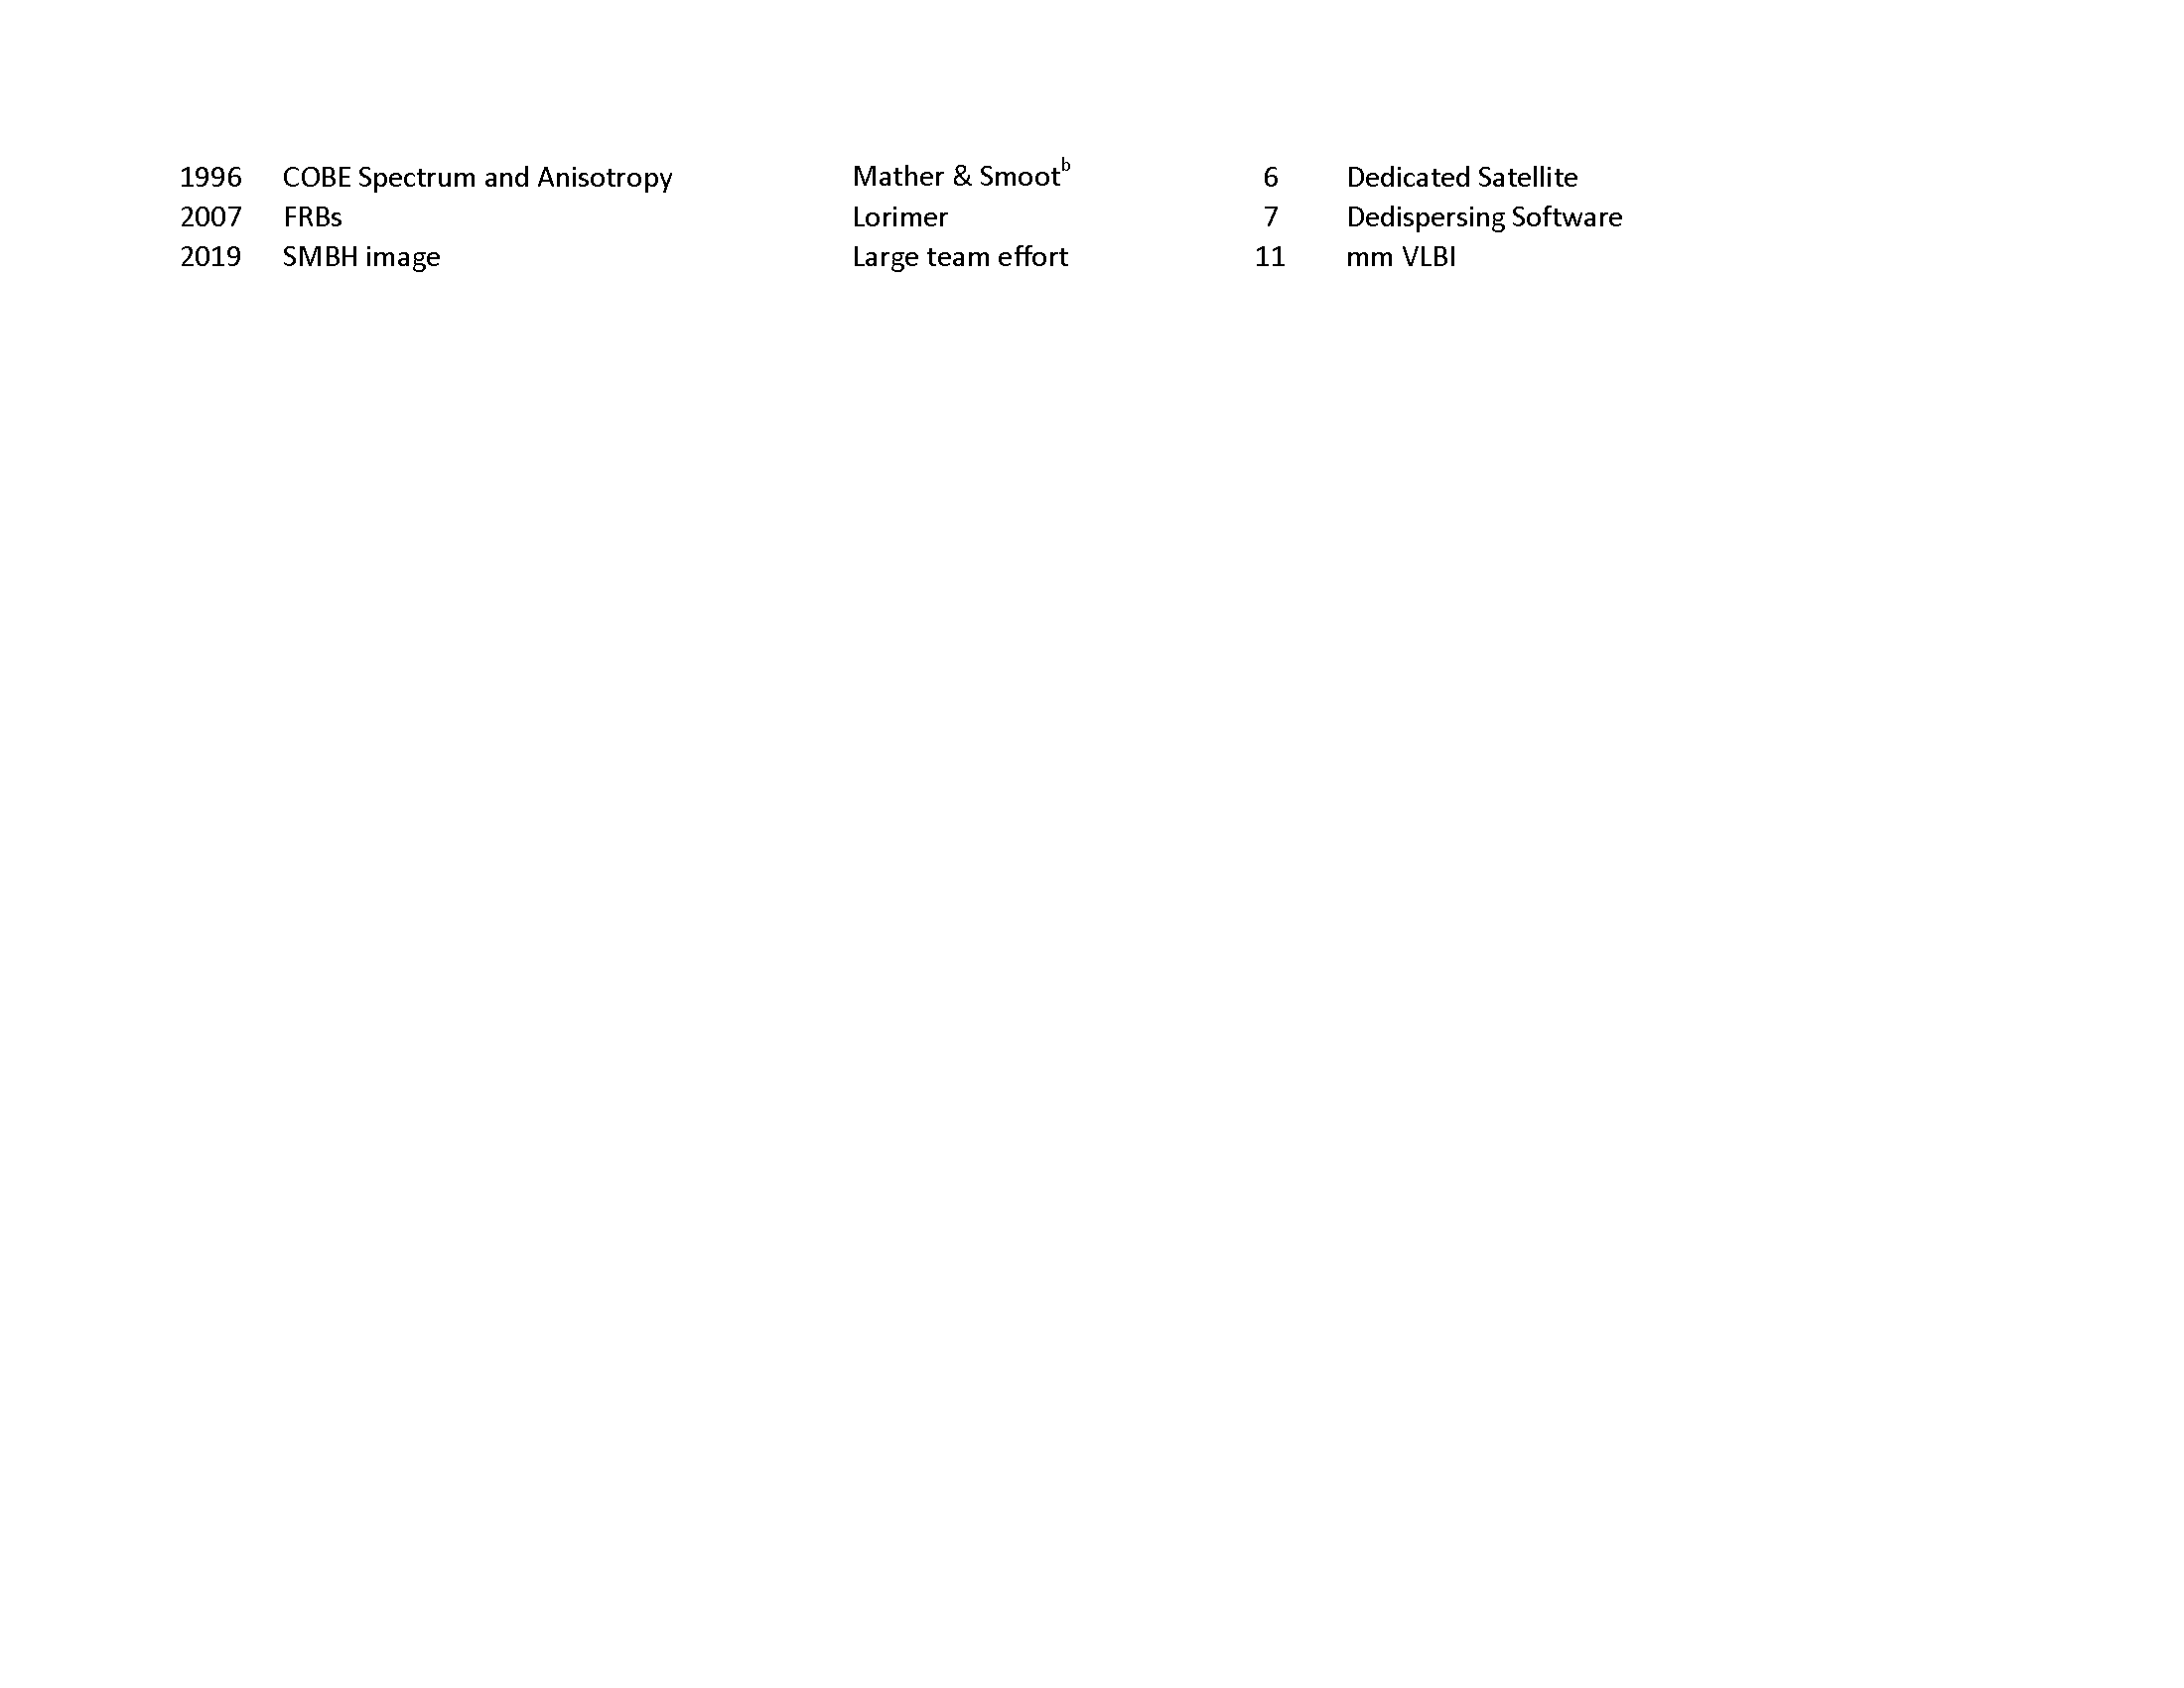 1996 COBE Spectrum and Anisotropy Mather & Smootᵇ 6 Dedicated Satellite
2007 FRBs Lorimer 7 Dedispersing Software
2019 SMBH image Large team effort 11 mm VLBI